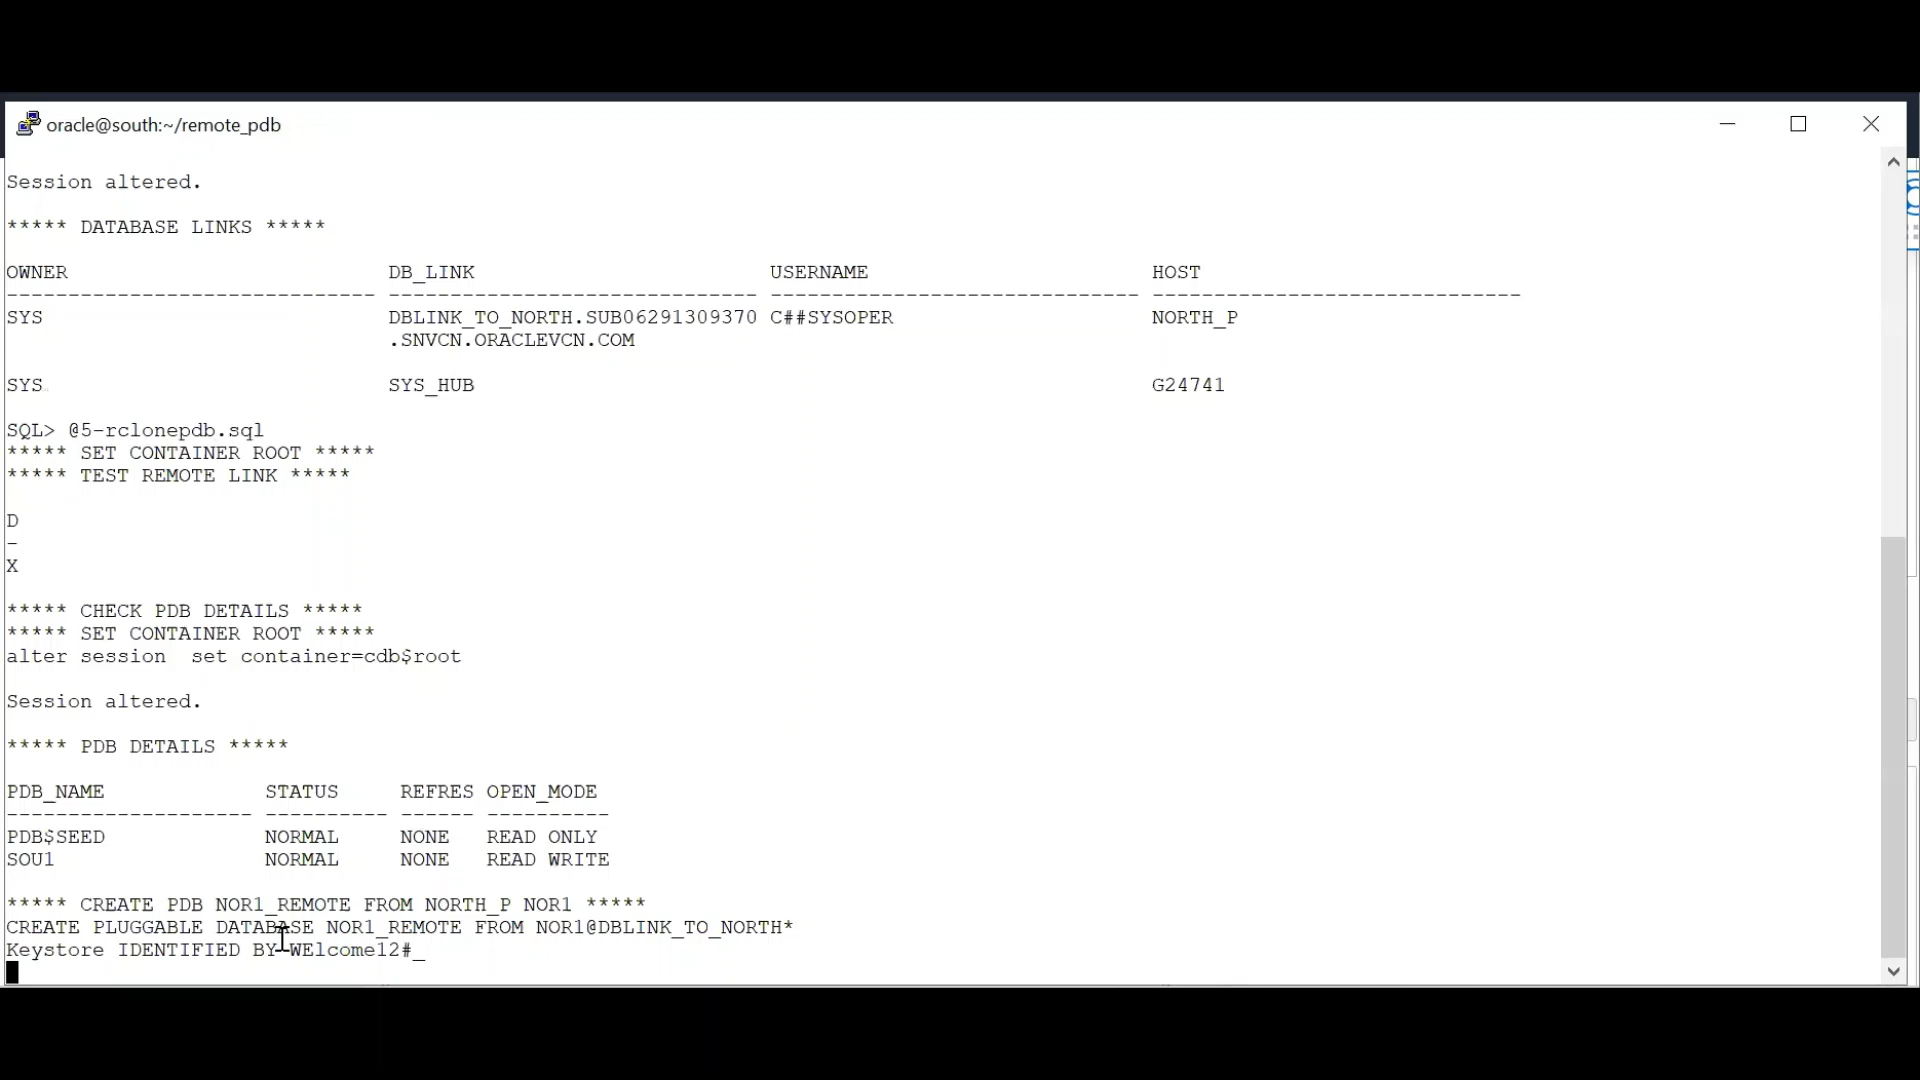 oracle@south:~/remote_pdb
Session altered.
***** DATABASE LINKS *****
OWNER DB_LINK USERNAME HOST
------------------------------ ------------------------------ ------------------------------ ------------------------------
SYS DBLINK_TO_NORTH.SUB06291309370 C##SYSOPER NORTH_P
.SNVCN.ORACLEVCN.COM
SYS SYS_HUB G24741
SQL> @5-rclonepdb.sql
***** SET CONTAINER ROOT *****
***** TEST REMOTE LINK *****
D
-
X
***** CHECK PDB DETAILS *****
***** SET CONTAINER ROOT *****
alter session  set container=cdb$root
Session altered.
***** PDB DETAILS *****
PDB_NAME STATUS REFRES OPEN_MODE
-------------------- ---------- ------ ----------
PDB$SEED NORMAL NONE READ ONLY
SOU1 NORMAL NONE READ WRITE
***** CREATE PDB NOR1_REMOTE FROM NORTH_P NOR1 *****
CREATE PLUGGABLE DATABASE NOR1_REMOTE FROM NOR1@DBLINK_TO_NORTH*
Keystore IDENTIFIED BY WElcome12#_